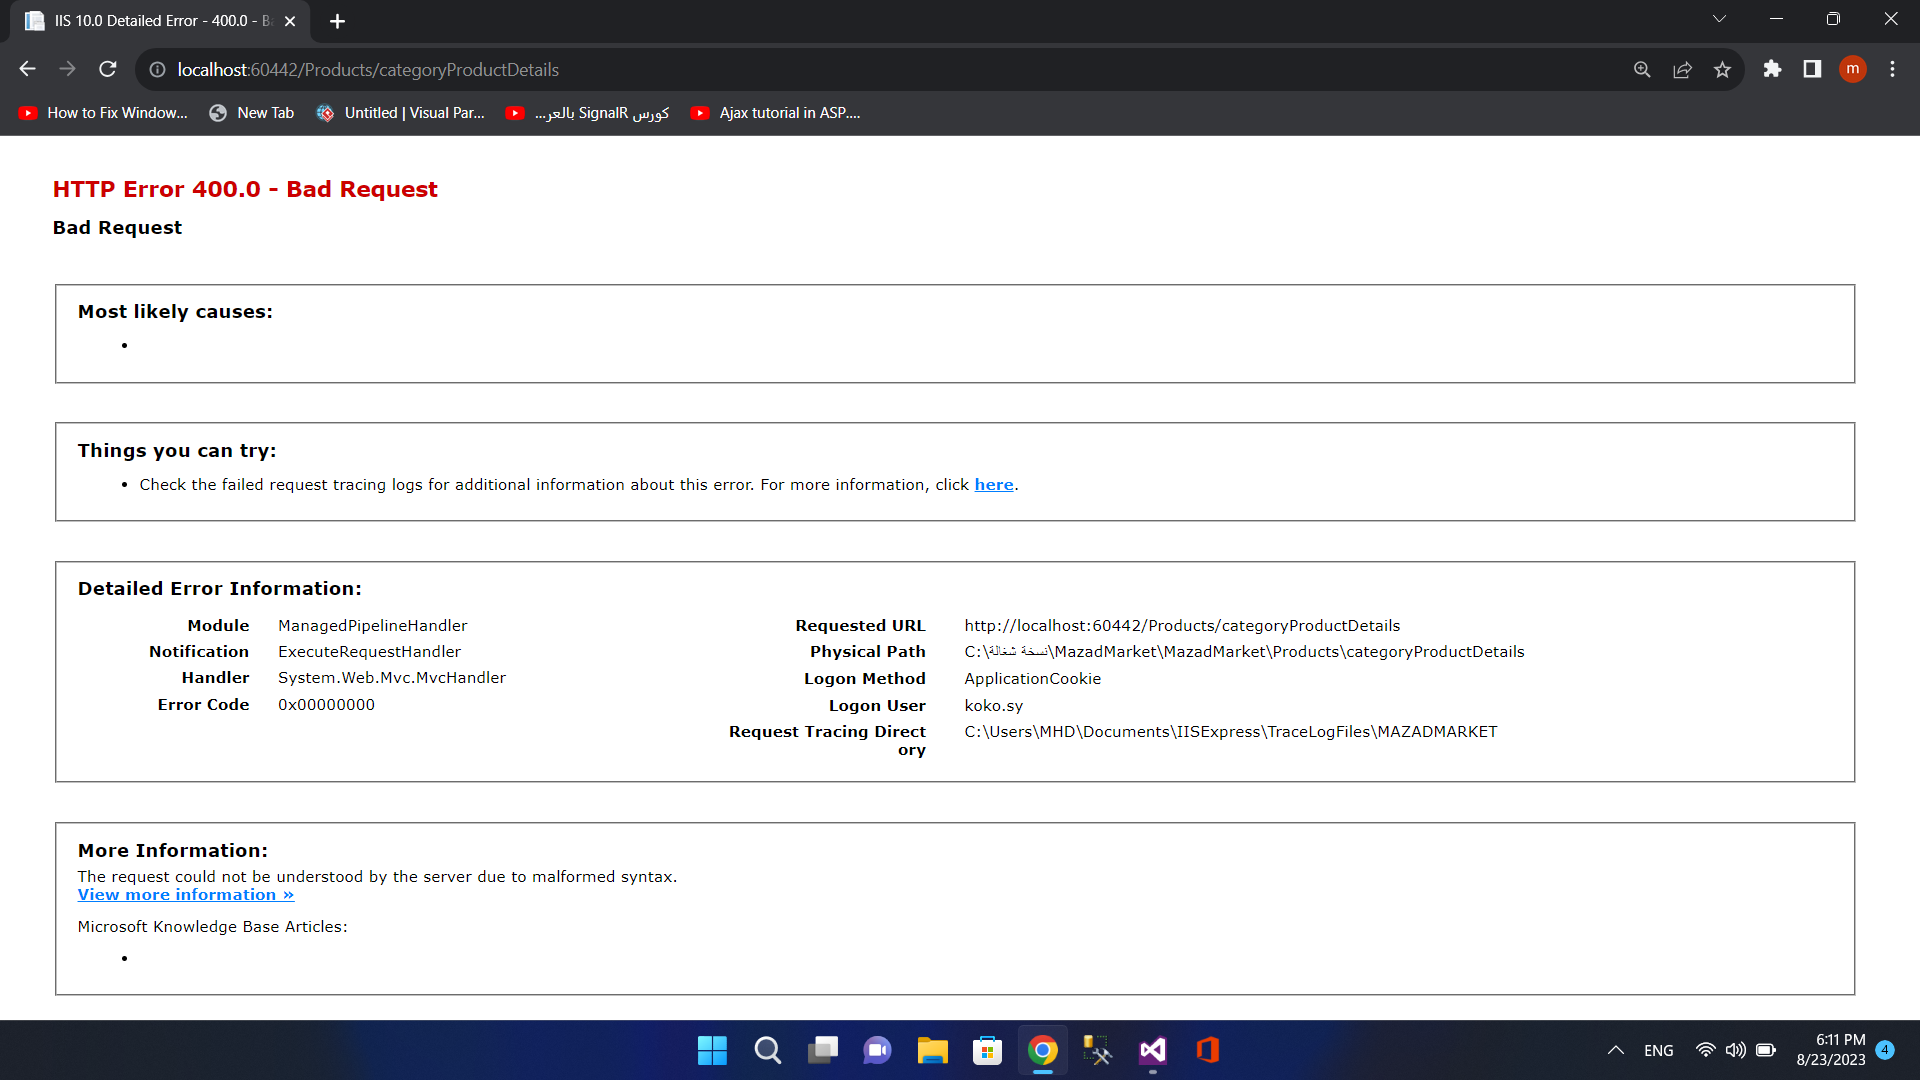 IIS 10.0 Detailed Error - 400.0 - Ba
localhost:60442/Products/categoryProductDetails
m
How to Fix Window...
New Tab
Untitled | Visual Par...
كورس SignalR بالعر...
Ajax tutorial in ASP....
HTTP Error 400.0 - Bad Request
Bad Request
Most likely causes:
Things you can try:
• Check the failed request tracing logs for additional information about this error. For more information, click here.
Detailed Error Information:
Module ManagedPipelineHandler
Notification ExecuteRequestHandler
Handler System.Web.Mvc.MvcHandler
Error Code 0x00000000
Requested URL http://localhost:60442/Products/categoryProductDetails
Physical Path C:\نسخة شغالة\MazadMarket\MazadMarket\Products\categoryProductDetails
Logon Method ApplicationCookie
Logon User koko.sy
Request Tracing Direct
ory C:\Users\MHD\Documents\IISExpress\TraceLogFiles\MAZADMARKET
More Information:
The request could not be understood by the server due to malformed syntax.
View more information »
Microsoft Knowledge Base Articles:
ENG
6:11 PM
8/23/2023
4